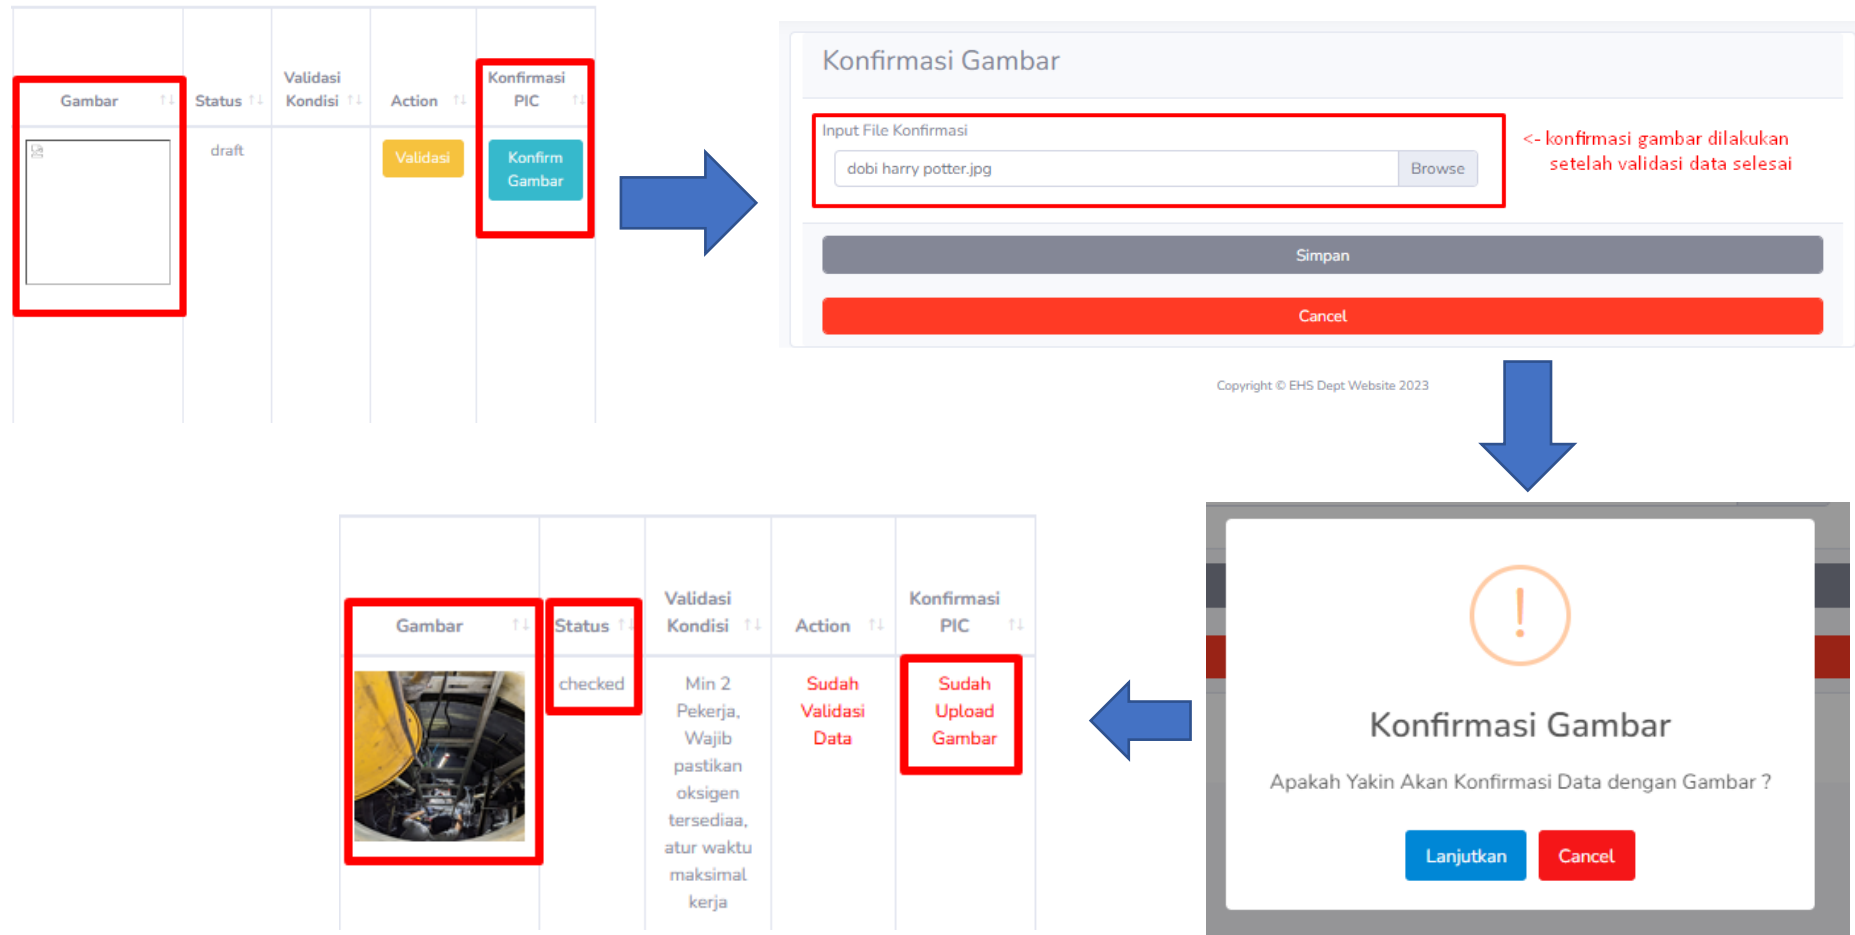 Gambar
Status
Validasi
Kondisi
Action
Konfirmasi
PIC
draft
Validasi
Konfirm
Gambar
Konfirmasi Gambar
Input File Konfirmasi
dobi harry potter.jpg
Browse
<- konfirmasi gambar dilakukan
setelah validasi data selesai
Simpan
Cancel
Copyright © EHS Dept Website 2023
Konfirmasi Gambar
Apakah Yakin Akan Konfirmasi Data dengan Gambar ?
Lanjutkan
Cancel
Gambar
Status
Validasi
Kondisi
Action
Konfirmasi
PIC
checked
Min 2
Pekerja,
Wajib
pastikan
oksigen
tersediaa,
atur waktu
maksimal
kerja
Sudah
Validasi
Data
Sudah
Upload
Gambar